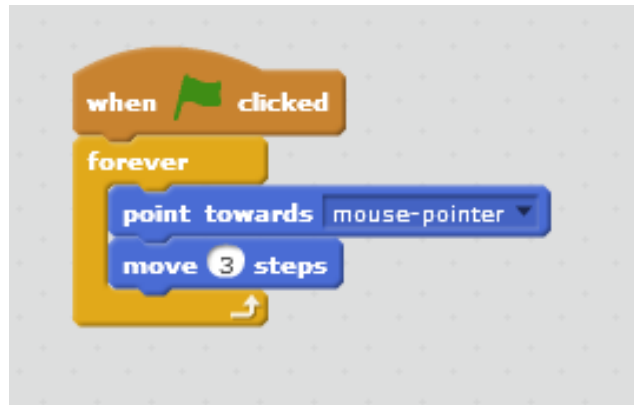 when clicked
forever
point towards mouse-pointer
move 3 steps